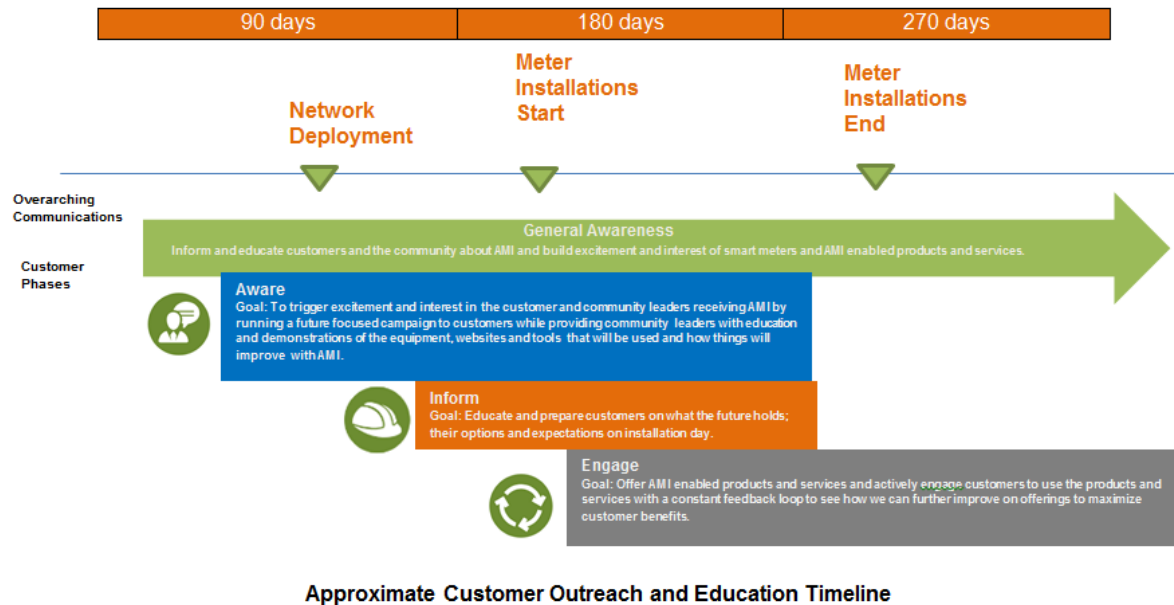 90 days
180 days
270 days
Network
Deployment
Meter
Installations
Start
Meter
Installations
End
Overarching
Communications
General Awareness
Inform and educate customers and the community about AMI and build excitement and interest of smart meters and AMI enabled products and services.
Customer
Phases
Aware
Goal: To trigger excitement and interest in the customer and community leaders receiving AMI by
running a future focused campaign to customers while providing community leaders with education
and demonstrations of the equipment, websites and tools that will be used and how things will
improve with AMI.
Inform
Goal: Educate and prepare customers on what the future holds;
their options and expectations on installation day.
Engage
Goal: Offer AMI enabled products and services and actively engage customers to use the products and
services with a constant feedback loop to see how we can further improve on offerings to maximize
customer benefits.
Approximate Customer Outreach and Education Timeline